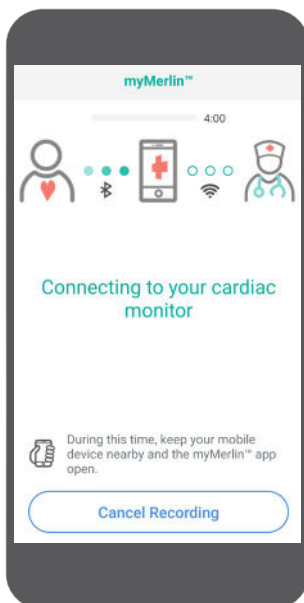 myMerlin™
4:00
Connecting to your cardiac
monitor
During this time, keep your mobile
device nearby and the myMerlin™ app
open.
Cancel Recording